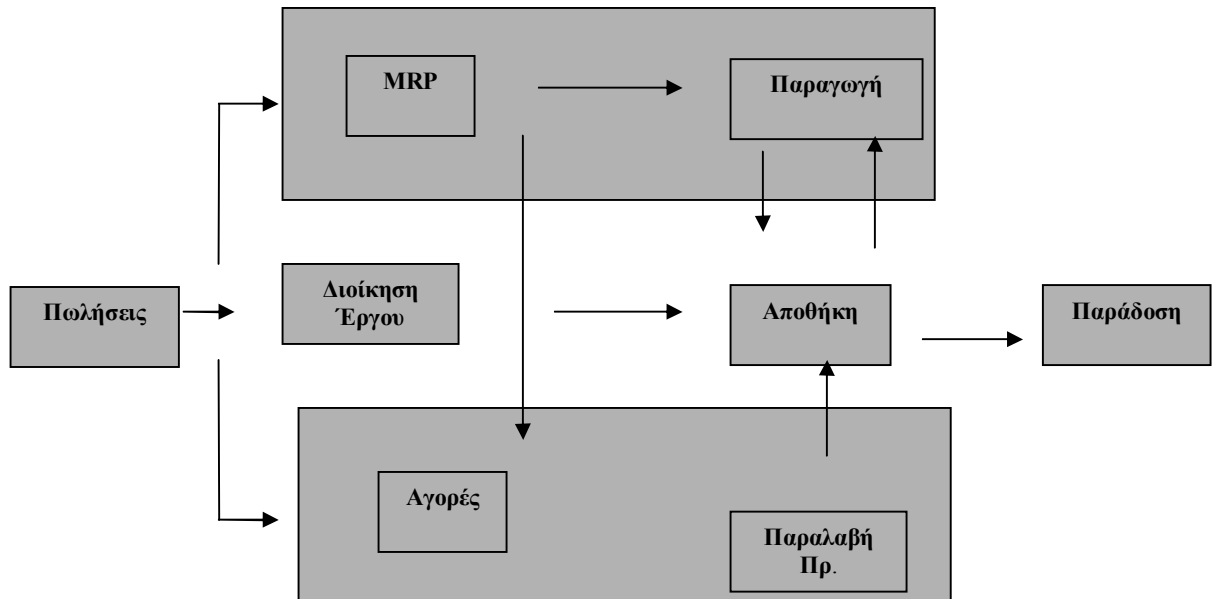 MRP
Παραγωγή
Πωλήσεις
Διοίκηση
Έργου
Αποθήκη
Παράδοση
Αγορές
Παραλαβή
Πρ.